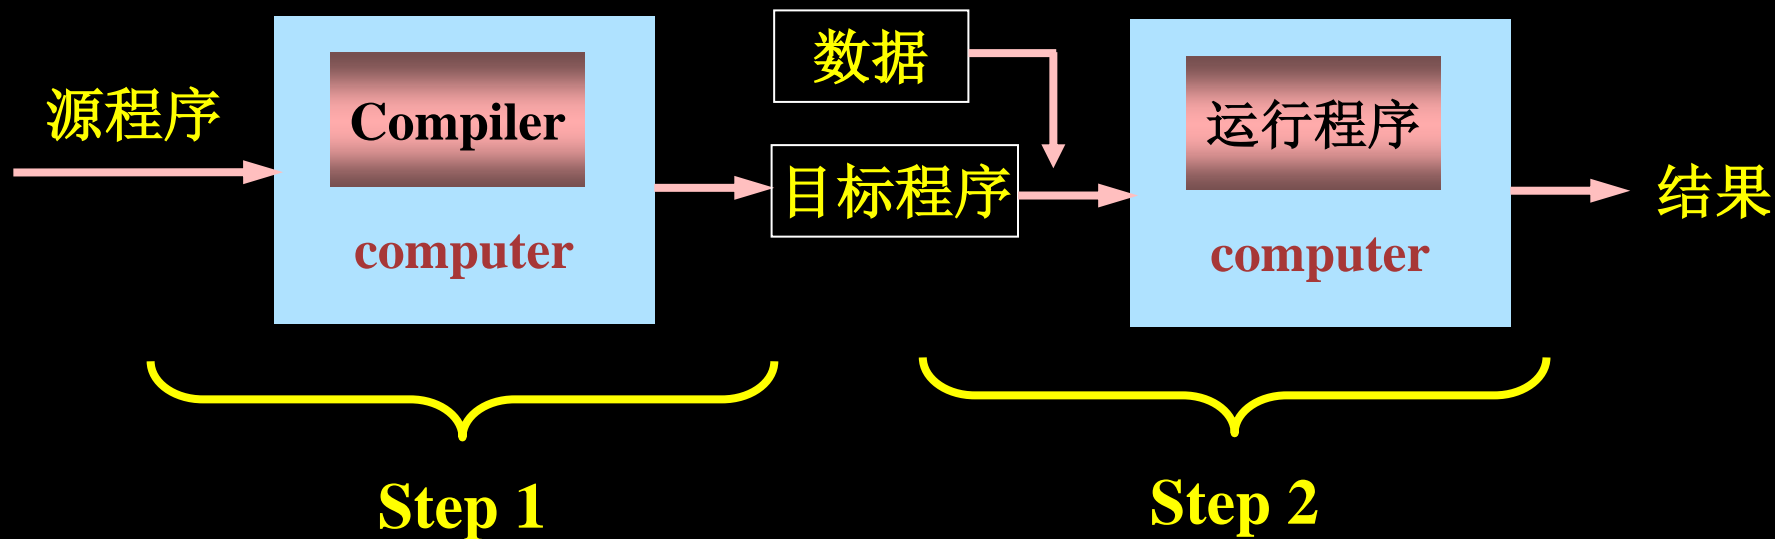 源程序
Compiler
computer
数据
目标程序
运行程序
computer
结果
Step 1
Step 2